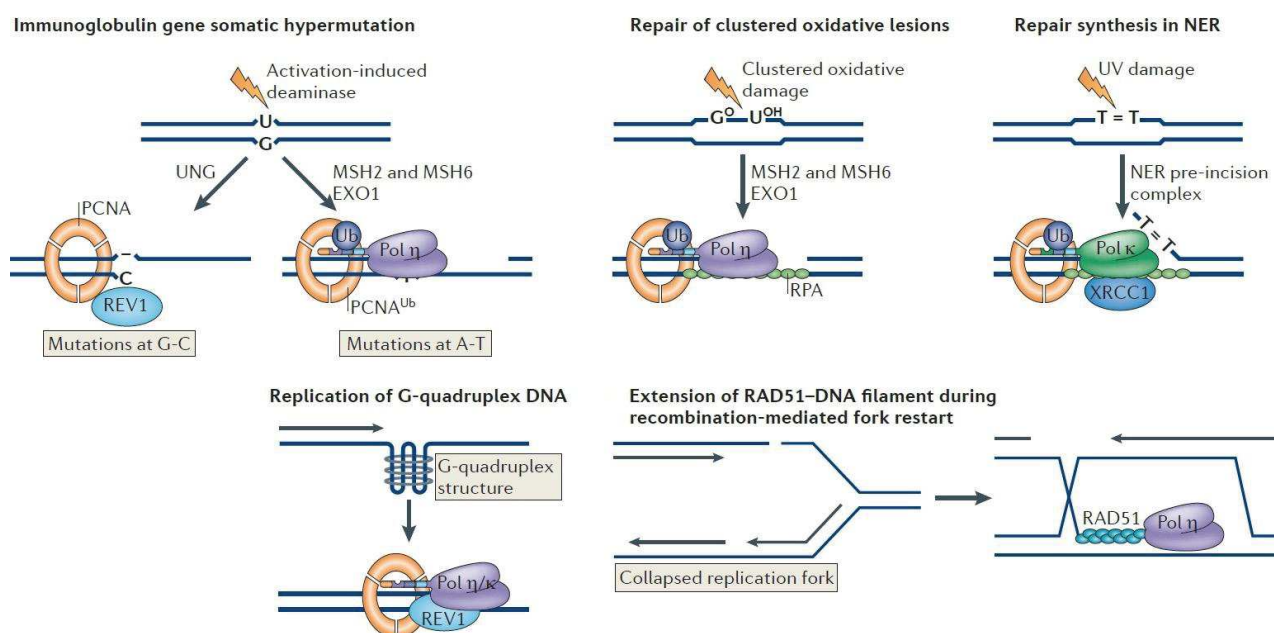 Immunoglobulin gene somatic hypermutation
Activation-induced
deaminase
U
G
UNG
MSH2 and MSH6
EXO1
PCNA
–
C
REV1
Mutations at G-C
Ub
Pol η
PCNAUb
Mutations at A-T
Repair of clustered oxidative lesions
Clustered oxidative
damage
GO UOH
MSH2 and MSH6
EXO1
Ub
Pol η
RPA
Repair synthesis in NER
UV damage
T = T
NER pre-incision
complex
T = T
Ub
Pol κ
XRCC1
Replication of G-quadruplex DNA
G-quadruplex
structure
Pol η/κ
REV1
Extension of RAD51–DNA filament during
recombination-mediated fork restart
Collapsed replication fork
RAD51
Pol η